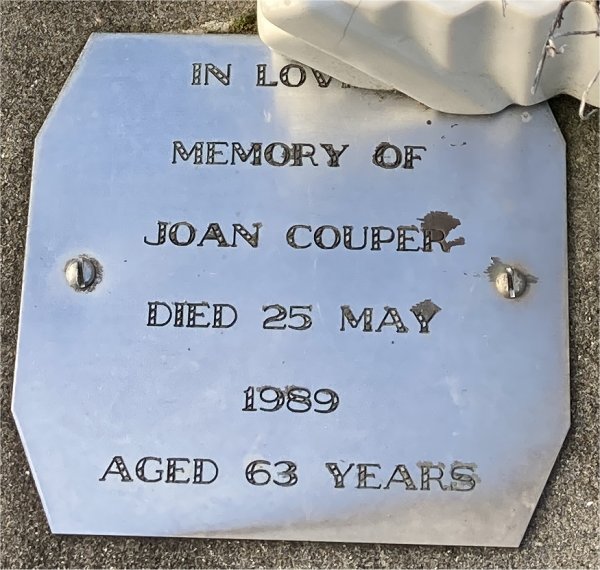 IN LOV
MEMORY OF
JOAN COUPER
DIED 25 MAY
1989
AGED 63 YEARS